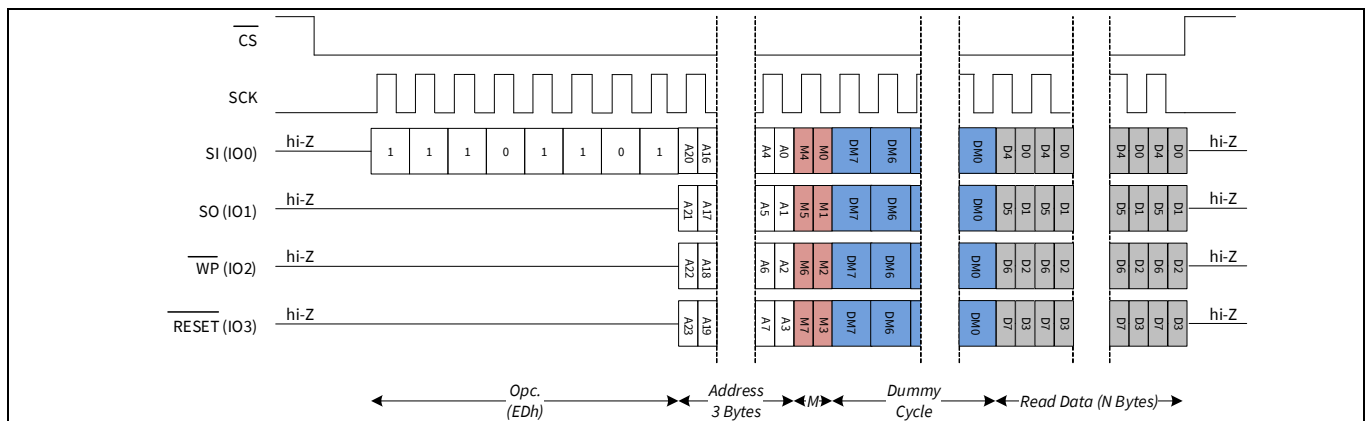 CS
SCK
SI (IO0) hi-Z 1 1 1 0 1 1 0 1 A20 A16 A4 A0 M4 M0 DM7 DM6 DM0 D4 D0 D4 D0 D4 D0 D4 D0 hi-Z
SO (IO1) hi-Z A21 A17 A5 A1 M5 M1 DM7 DM6 DM0 D5 D1 D5 D1 D5 D1 D5 D1 hi-Z
WP (IO2) hi-Z A22 A18 A6 A2 M6 M2 DM7 DM6 DM0 D6 D2 D6 D2 D6 D2 D6 D2 hi-Z
RESET (IO3) hi-Z A23 A19 A7 A3 M7 M3 DM7 DM6 DM0 D7 D3 D7 D3 D7 D3 D7 D3 hi-Z
Opc. Address M Dummy Read Data (N Bytes)
(EDh) 3 Bytes Cycle